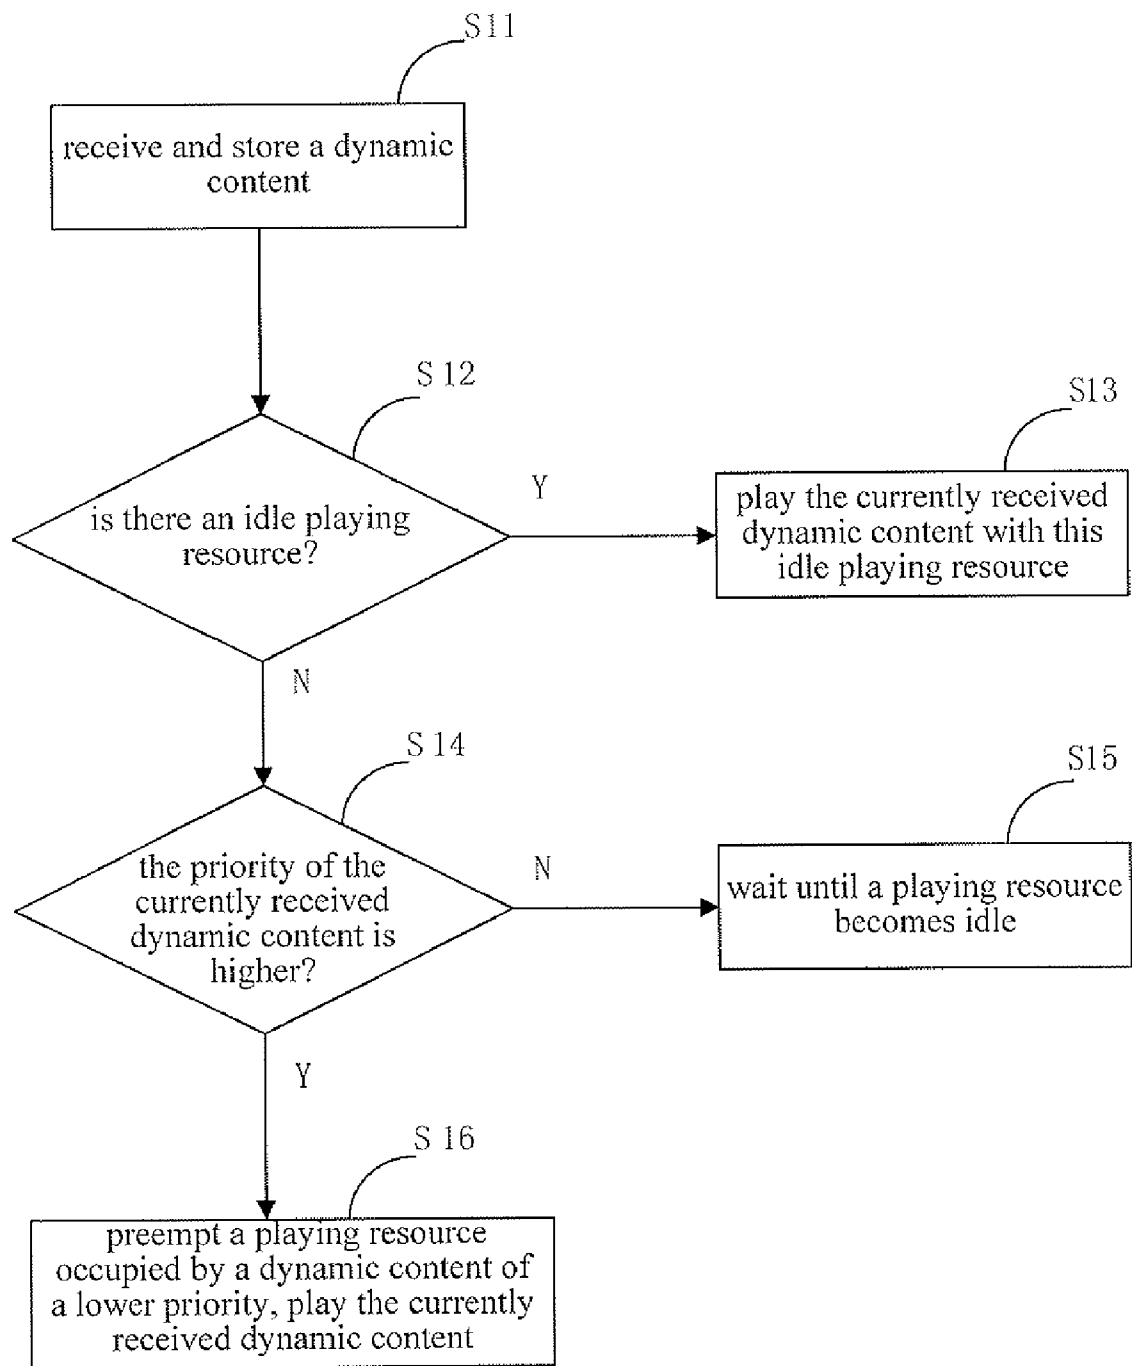 S11
receive and store a dynamic
content
S 12
is there an idle playing
resource?
Y
S13
play the currently received
dynamic content with this
idle playing resource
N
S 14
the priority of the
currently received
dynamic content is
higher?
N
S15
wait until a playing resource
becomes idle
Y
S 16
preempt a playing resource
occupied by a dynamic content of
a lower priority, play the currently
received dynamic content